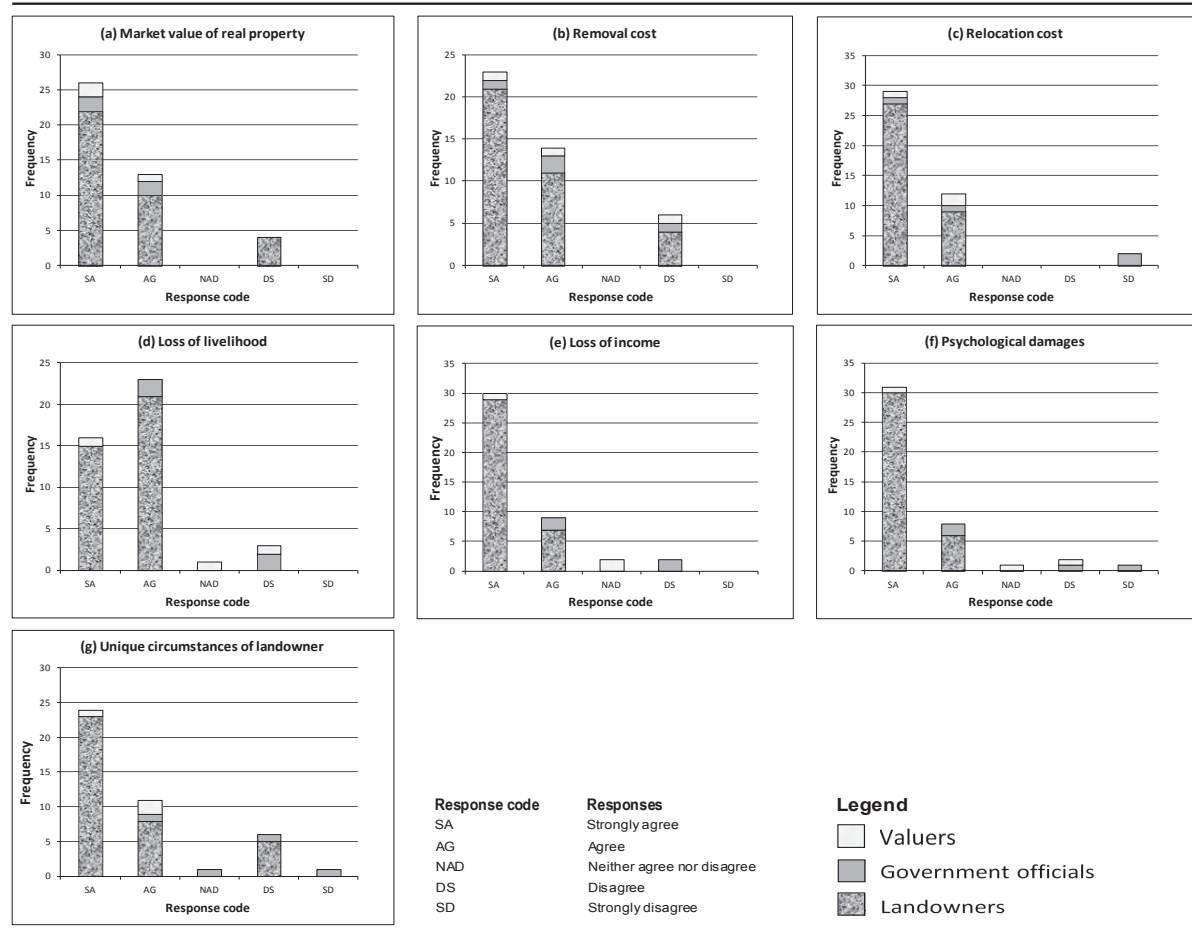 (a) Market value of real property
30
25
20
15
10
5
0
Frequency
SA AG NAD DS SD
Response code
(b) Removal cost
25
20
15
10
5
0
Frequency
SA AG NAD DS SD
Response code
(c) Relocation cost
35
30
25
20
15
10
5
0
Frequency
SA AG NAD DS SD
Response code
(d) Loss of livelihood
25
20
15
10
5
0
Frequency
SA AG NAD DS SD
Response code
(e) Loss of income
35
30
25
20
15
10
5
0
Frequency
SA AG NAD DS SD
Response code
(f) Psychological damages
35
30
25
20
15
10
5
0
Frequency
SA AG NAD DS SD
Response code
(g) Unique circumstances of landowner
30
25
20
15
10
5
0
Frequency
SA AG NAD DS SD
Response code
Response code Responses
SA Strongly agree
AG Agree
NAD Neither agree nor disagree
DS Disagree
SD Strongly disagree
Legend
Valuers
Government officials
Landowners